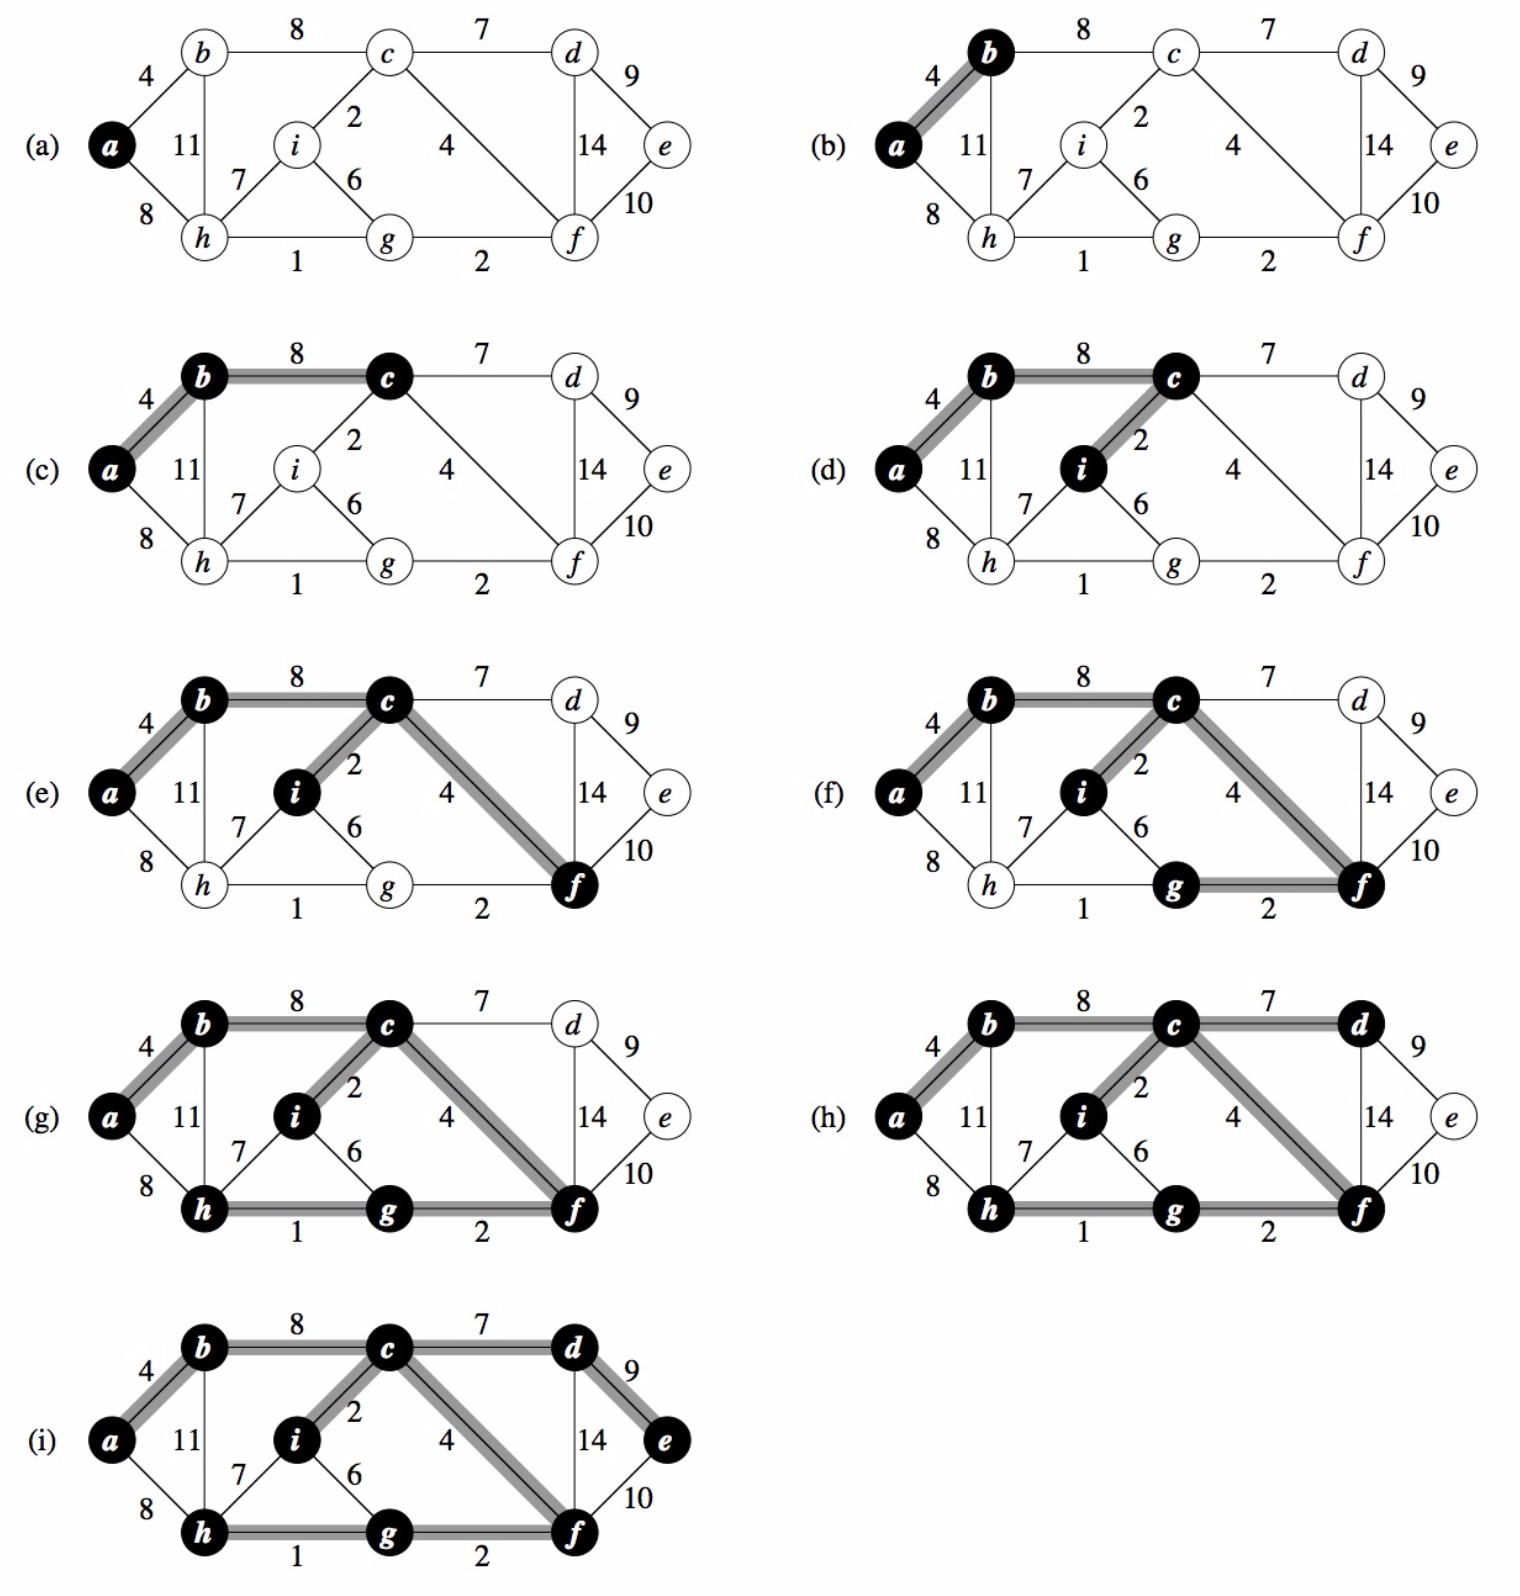 8 7
b c d
4 9
2
(a) a 11 i 4 14 e
7 6
8 10
h g f
1 2
8 7
b c d
4 9
2
(b) a 11 i 4 14 e
7 6
8 10
h g f
1 2
8 7
b c d
4 9
2
(c) a 11 i 4 14 e
7 6
8 10
h g f
1 2
8 7
b c d
4 9
2
(d) a 11 i 4 14 e
7 6
8 10
h g f
1 2
8 7
b c d
4 9
2
(e) a 11 i 4 14 e
7 6
8 10
h g f
1 2
8 7
b c d
4 9
2
(f) a 11 i 4 14 e
7 6
8 10
h g f
1 2
8 7
b c d
4 9
2
(g) a 11 i 4 14 e
7 6
8 10
h g f
1 2
8 7
b c d
4 9
2
(h) a 11 i 4 14 e
7 6
8 10
h g f
1 2
8 7
b c d
4 9
2
(i) a 11 i 4 14 e
7 6
8 10
h g f
1 2